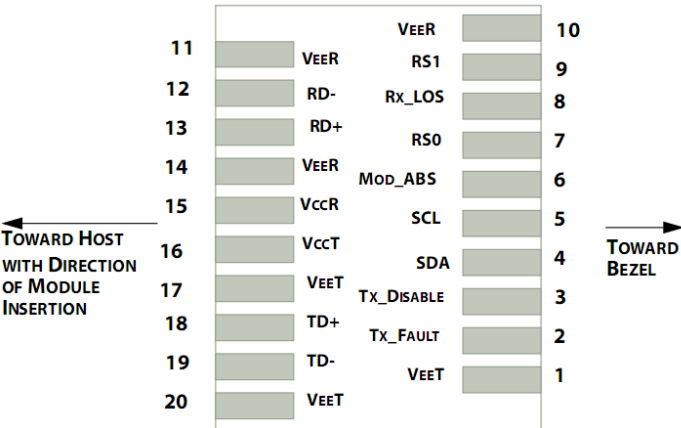 VEER 10
11 VEER
RS1 9
12 RD-
RX_LOS 8
13 RD+
RS0 7
14 VEER
MOD_ABS 6
15 VCCR
SCL 5
16 VCCT
SDA 4
17 VEET
TX_DISABLE 3
18 TD+
TX_FAULT 2
19 TD-
VEET 1
20 VEET
TOWARD HOST
WITH DIRECTION
OF MODULE
INSERTION
TOWARD
BEZEL